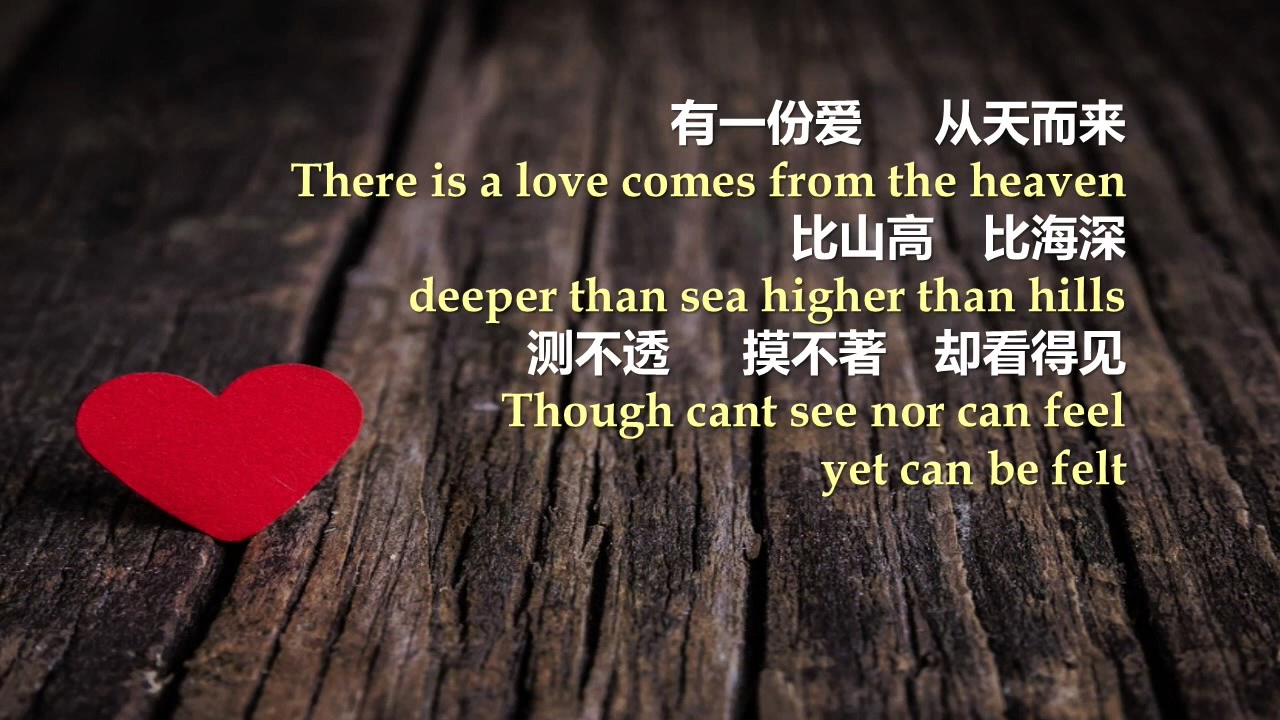 有一份爱 从天而来
There is a love comes from the heaven
比山高 比海深
deeper than sea higher than hills
测不透 摸不著 却看得见
Though cant see nor can feel
yet can be felt